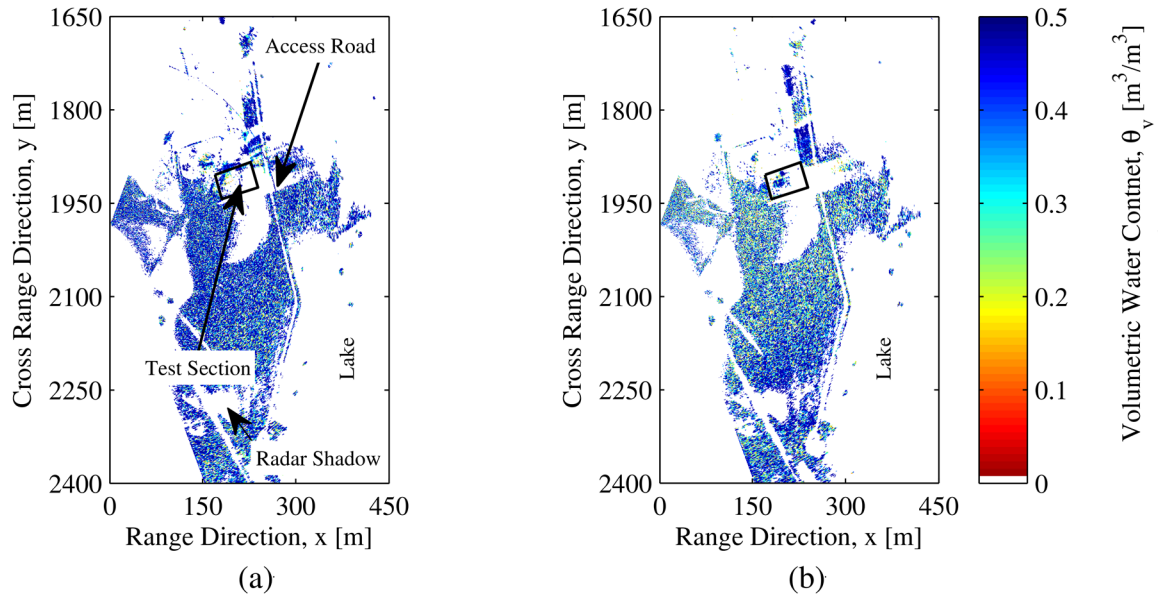 1650
1800
1950
2100
2250
2400
Cross Range Direction, y [m]
0
150
300
450
Range Direction, x [m]
Access Road
Test Section
Radar Shadow
Lake
(a)
1650
1800
1950
2100
2250
2400
Cross Range Direction, y [m]
0
150
300
450
Range Direction, x [m]
Lake
(b)
0.5
0.4
0.3
0.2
0.1
0
Volumetric Water Contnet, θv [m³/m³]